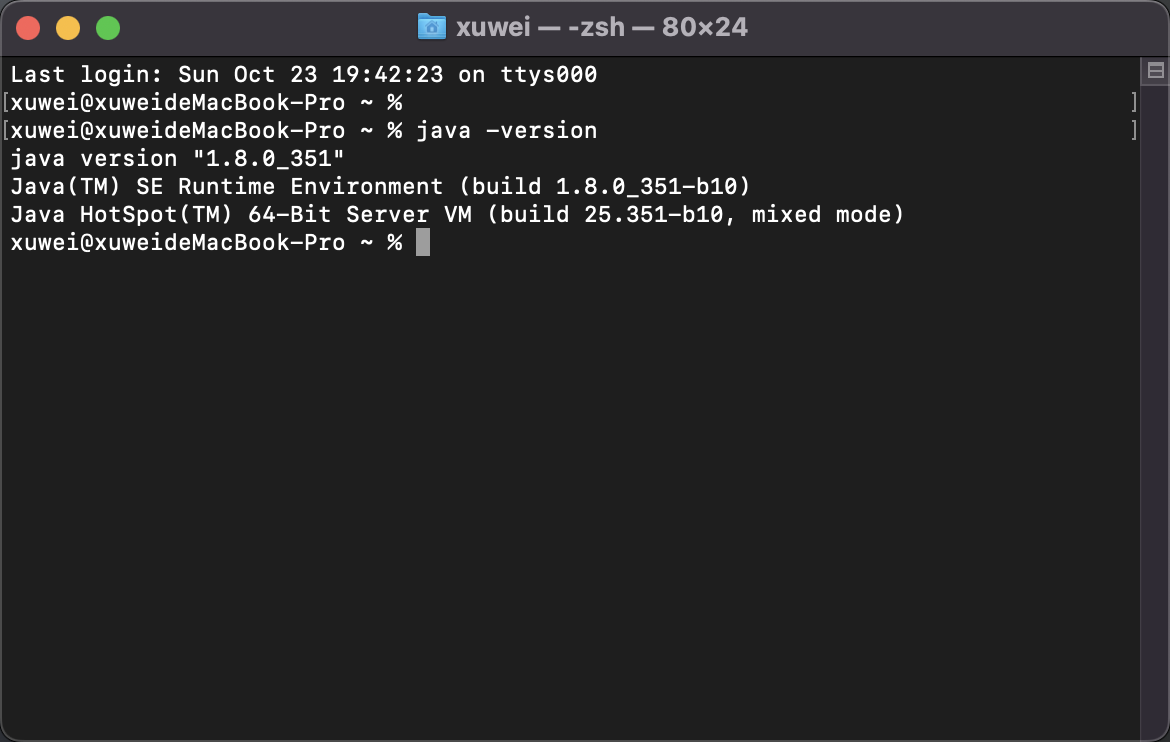 xuwei — -zsh — 80×24
Last login: Sun Oct 23 19:42:23 on ttys000
[xuwei@xuweideMacBook-Pro ~ % ]
[xuwei@xuweideMacBook-Pro ~ % java -version ]
java version "1.8.0_351"
Java(TM) SE Runtime Environment (build 1.8.0_351-b10)
Java HotSpot(TM) 64-Bit Server VM (build 25.351-b10, mixed mode)
xuwei@xuweideMacBook-Pro ~ %